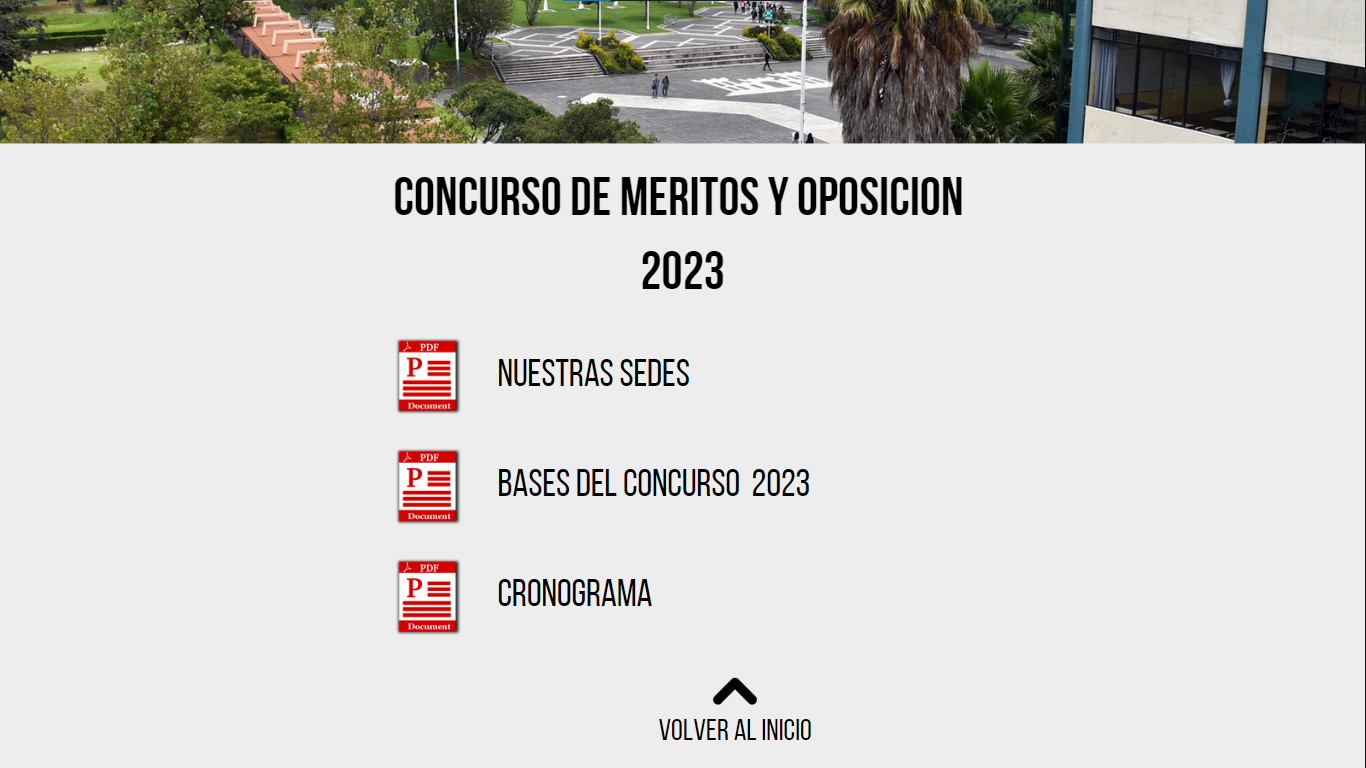 CONCURSO DE MERITOS Y OPOSICION
2023
PDF
P
Document
NUESTRAS SEDES
PDF
P
Document
BASES DEL CONCURSO 2023
PDF
P
Document
CRONOGRAMA
VOLVER AL INICIO